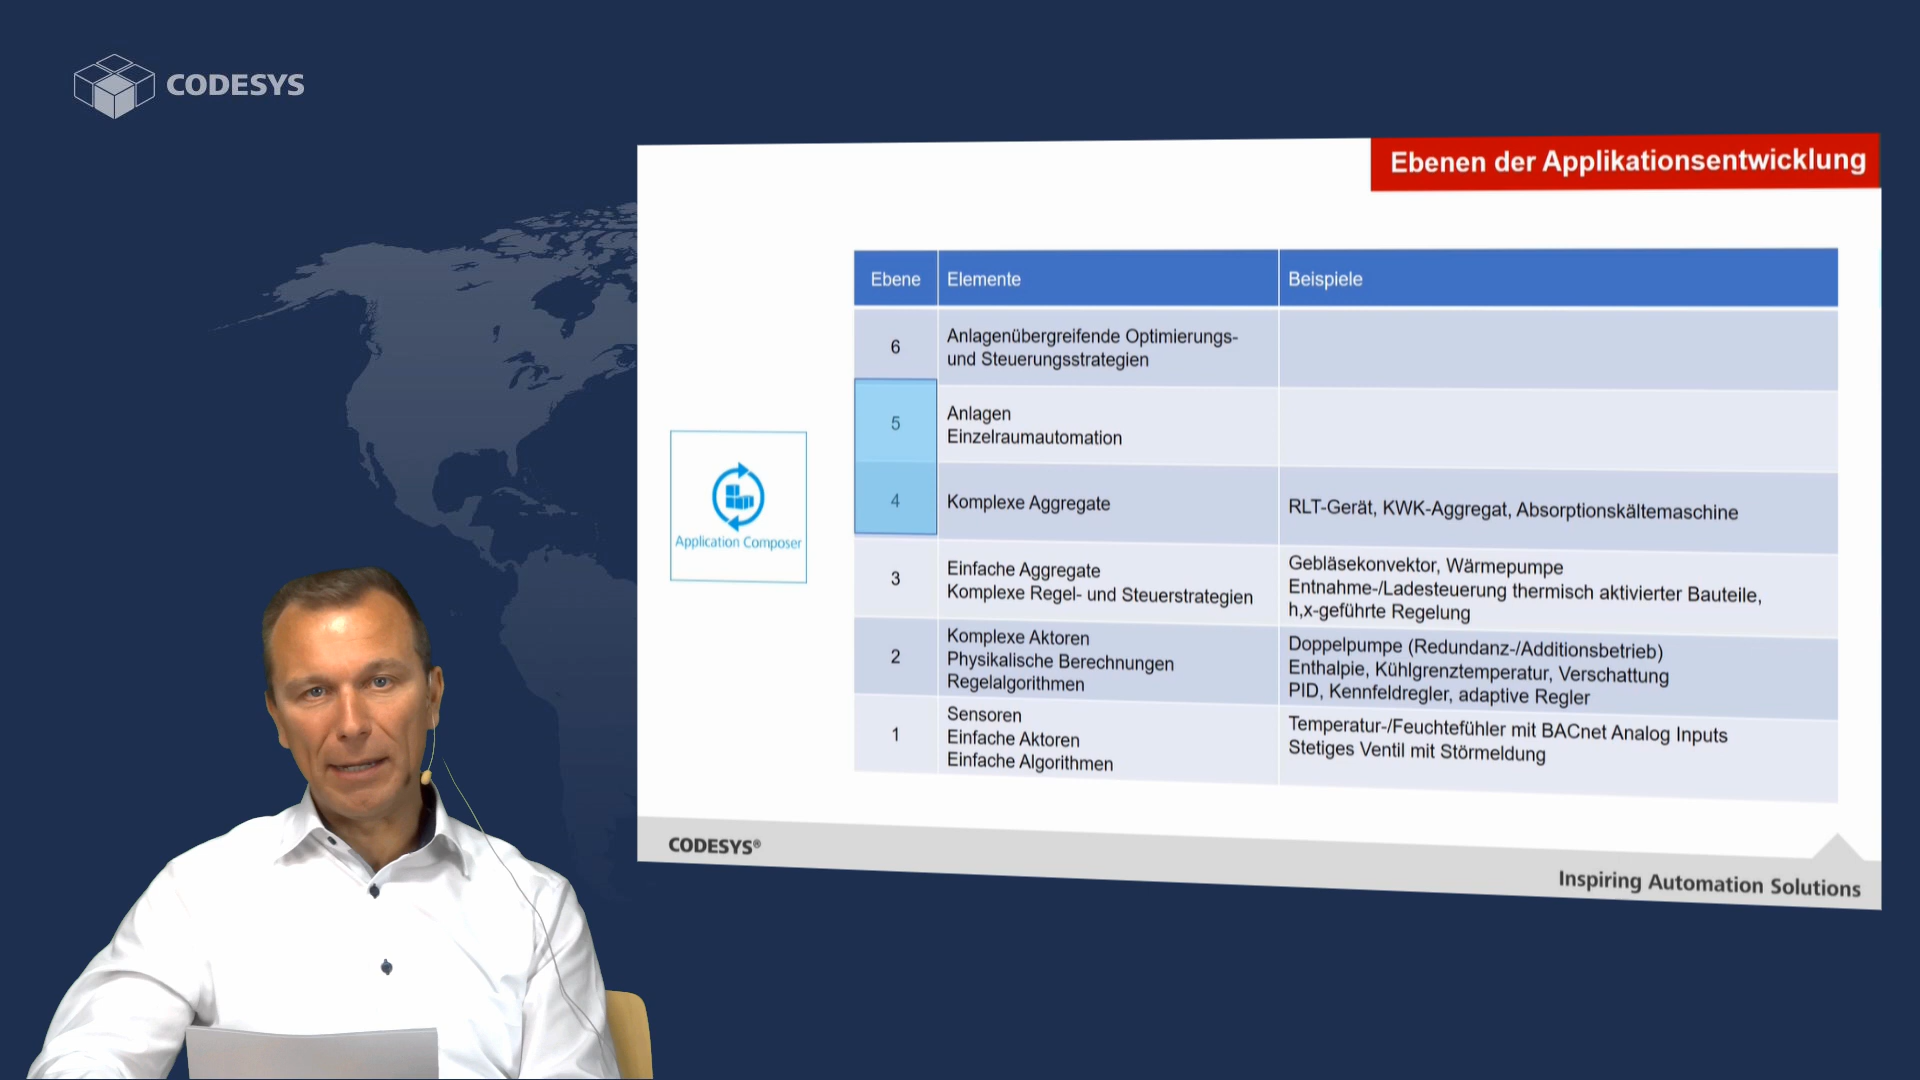 CODESYS
Ebenen der Applikationsentwicklung
Ebene Elemente Beispiele
6
Anlagenübergreifende Optimierungs-
und Steuerungsstrategien
5
Anlagen
Einzelraumautomation
4
Komplexe Aggregate
RLT-Gerät, KWK-Aggregat, Absorptionskältemaschine
Application Composer
3
Einfache Aggregate
Komplexe Regel- und Steuerstrategien
Gebläsekonvektor, Wärmepumpe
Entnahme-/Ladesteuerung thermisch aktivierter Bauteile,
h,x-geführte Regelung
2
Komplexe Aktoren
Physikalische Berechnungen
Regelalgorithmen
Doppelpumpe (Redundanz-/Additionsbetrieb)
Enthalpie, Kühlgrenztemperatur, Verschattung
PID, Kennfeldregler, adaptive Regler
1
Sensoren
Einfache Aktoren
Einfache Algorithmen
Temperatur-/Feuchtefühler mit BACnet Analog Inputs
Stetiges Ventil mit Störmeldung
CODESYS®
Inspiring Automation Solutions